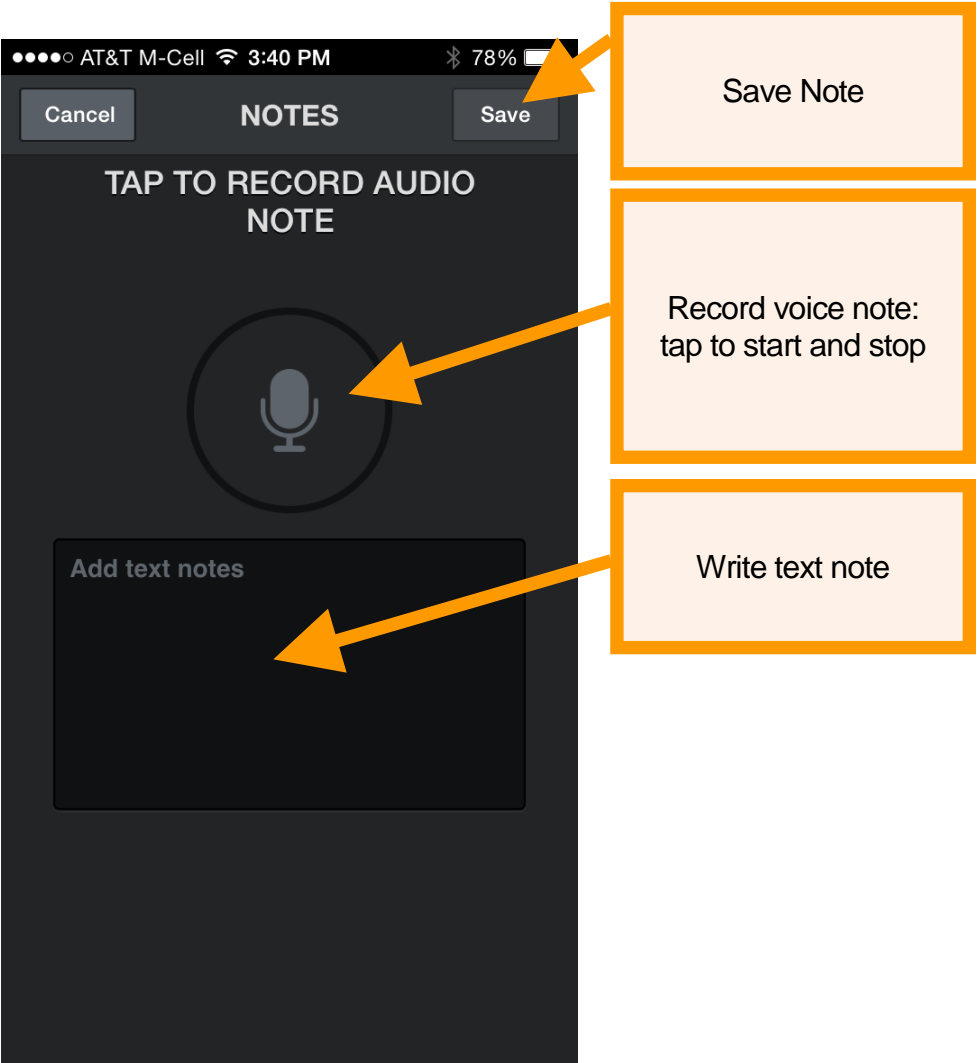 AT&T M-Cell 3:40 PM 78%
Cancel NOTES Save
TAP TO RECORD AUDIO
NOTE
Add text notes
Save Note
Record voice note:
tap to start and stop
Write text note